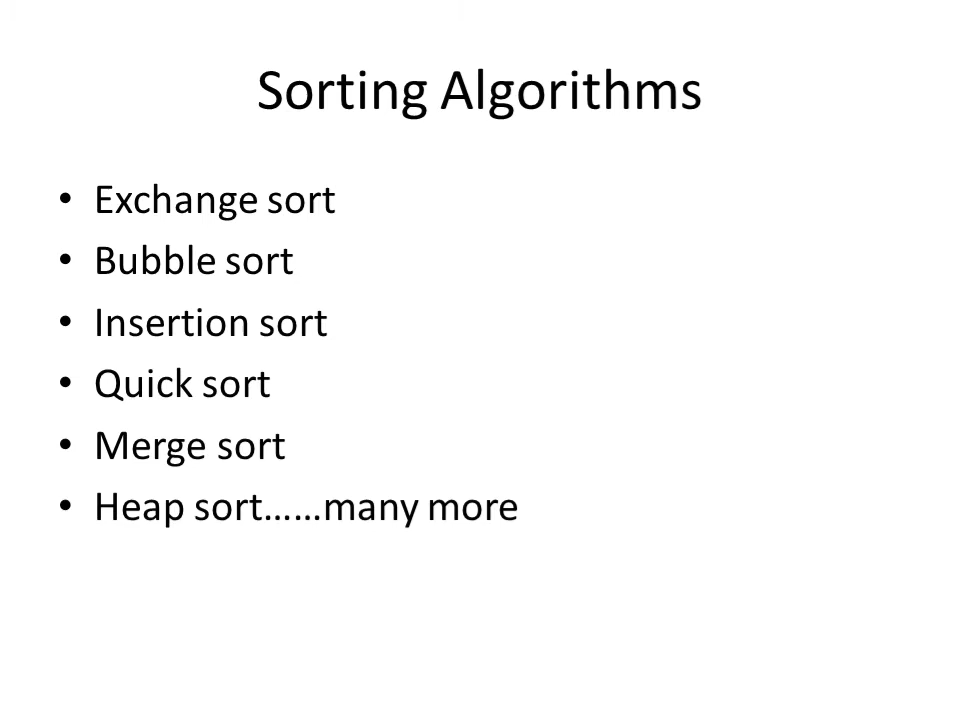 Sorting Algorithms
• Exchange sort
• Bubble sort
• Insertion sort
• Quick sort
• Merge sort
• Heap sort……many more